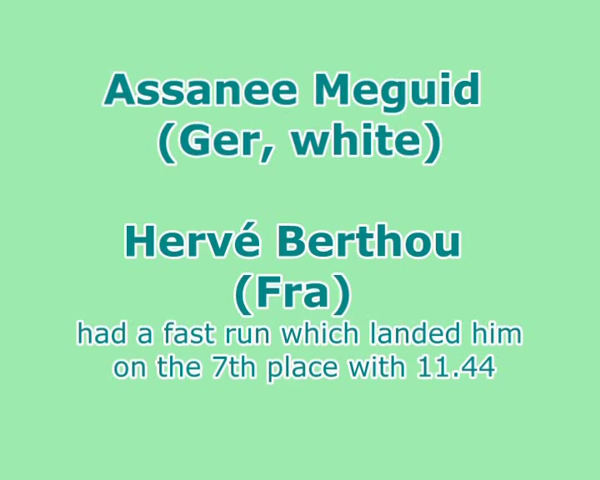 Assanee Meguid
(Ger, white)
Hervé Berthou
(Fra)
had a fast run which landed him
on the 7th place with 11.44